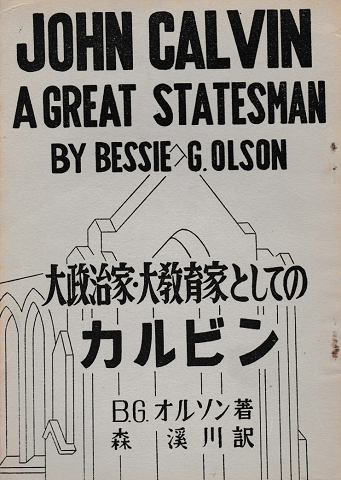 JOHN CALVIN
A GREAT STATESMAN
BY BESSIE G. OLSON
大政治家・大教育家としての
カルビン
B.G. オルソン著
森溪川訳